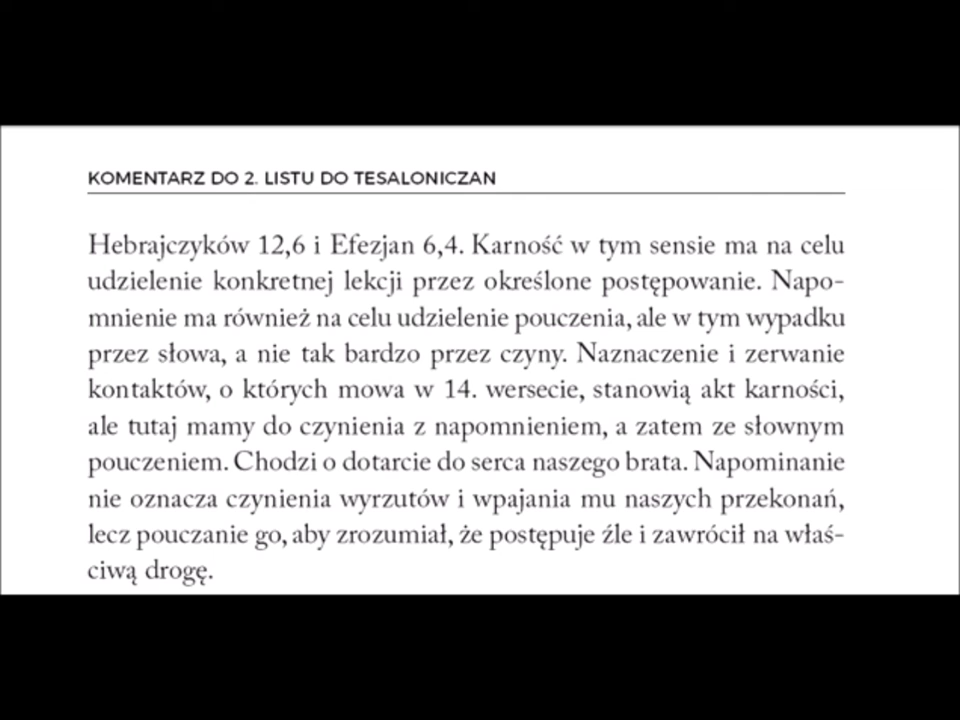 KOMENTARZ DO 2. LISTU DO TESALONICZAN
Hebrajczyków 12,6 i Efezjan 6,4. Karność w tym sensie ma na celu
udzielenie konkretnej lekcji przez określone postępowanie. Napo-
mnienie ma również na celu udzielenie pouczenia, ale w tym wypadku
przez słowa, a nie tak bardzo przez czyny. Naznaczenie i zerwanie
kontaktów, o których mowa w 14. wersecie, stanowią akt karności,
ale tutaj mamy do czynienia z napomnieniem, a zatem ze słownym
pouczeniem. Chodzi o dotarcie do serca naszego brata. Napominanie
nie oznacza czynienia wyrzutów i wpajania mu naszych przekonań,
lecz pouczanie go, aby zrozumiał, że postępuje źle i zawrócił na właś-
ciwą drogę.